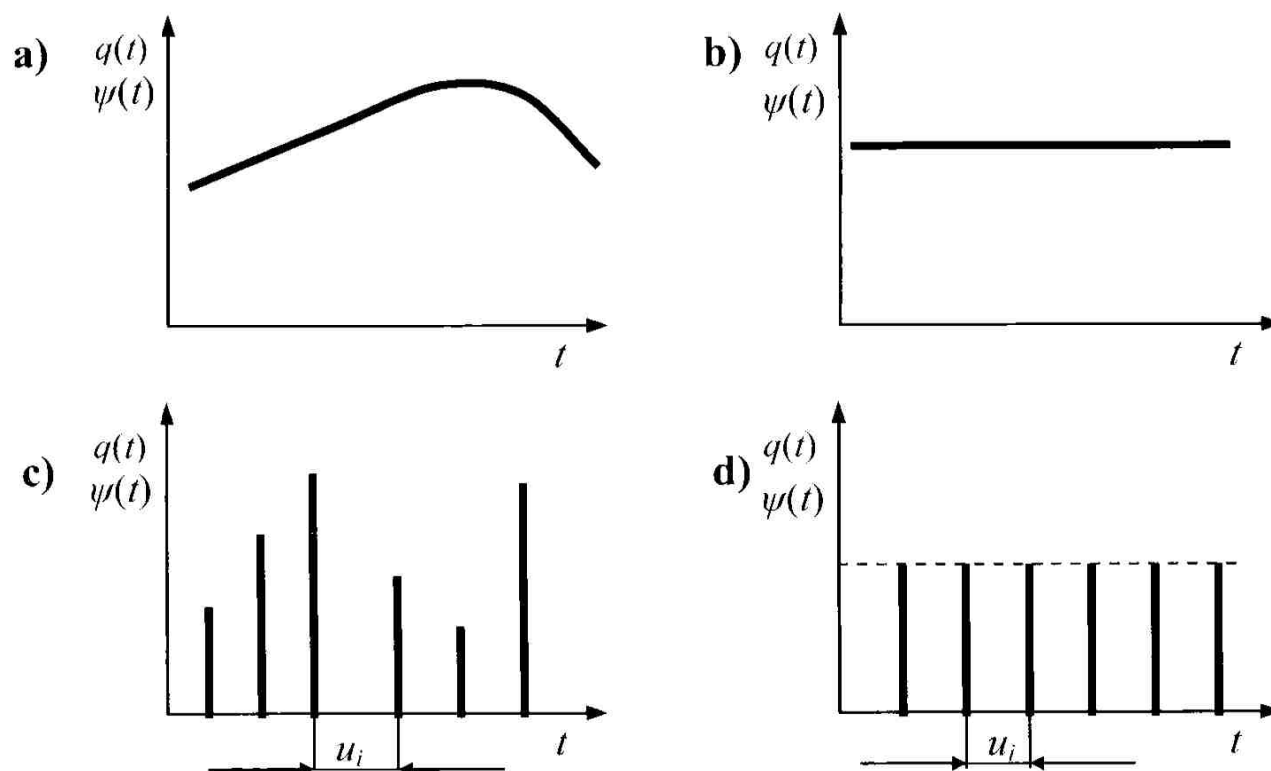 a)
q(t)
ψ(t)
t
b)
q(t)
ψ(t)
t
c)
q(t)
ψ(t)
u_i
t
d)
q(t)
ψ(t)
u_i
t